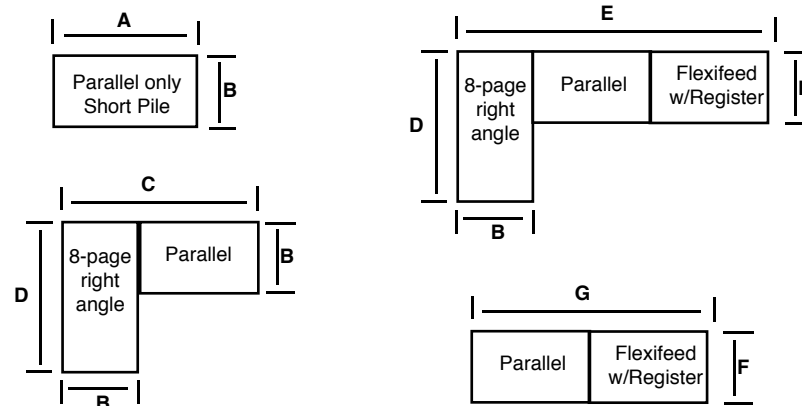 A
Parallel only
Short Pile
B
E
8-page
right
angle
Parallel
Flexifeed
w/Register
D
B
C
8-page
right
angle
Parallel
B
D
B
G
Parallel
Flexifeed
w/Register
F